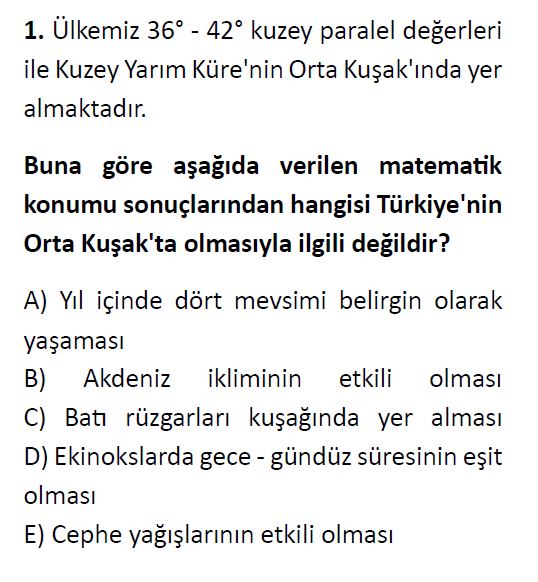 1. Ülkemiz 36° - 42° kuzey paralel değerleri
ile Kuzey Yarım Küre'nin Orta Kuşak'ında yer
almaktadır.
Buna göre aşağıda verilen matematik
konumu sonuçlarından hangisi Türkiye'nin
Orta Kuşak'ta olmasıyla ilgili değildir?
A) Yıl içinde dört mevsimi belirgin olarak
yaşaması
B) Akdeniz ikliminin etkili olması
C) Batı rüzgarları kuşağında yer alması
D) Ekinokslarda gece - gündüz süresinin eşit
olması
E) Cephe yağışlarının etkili olması